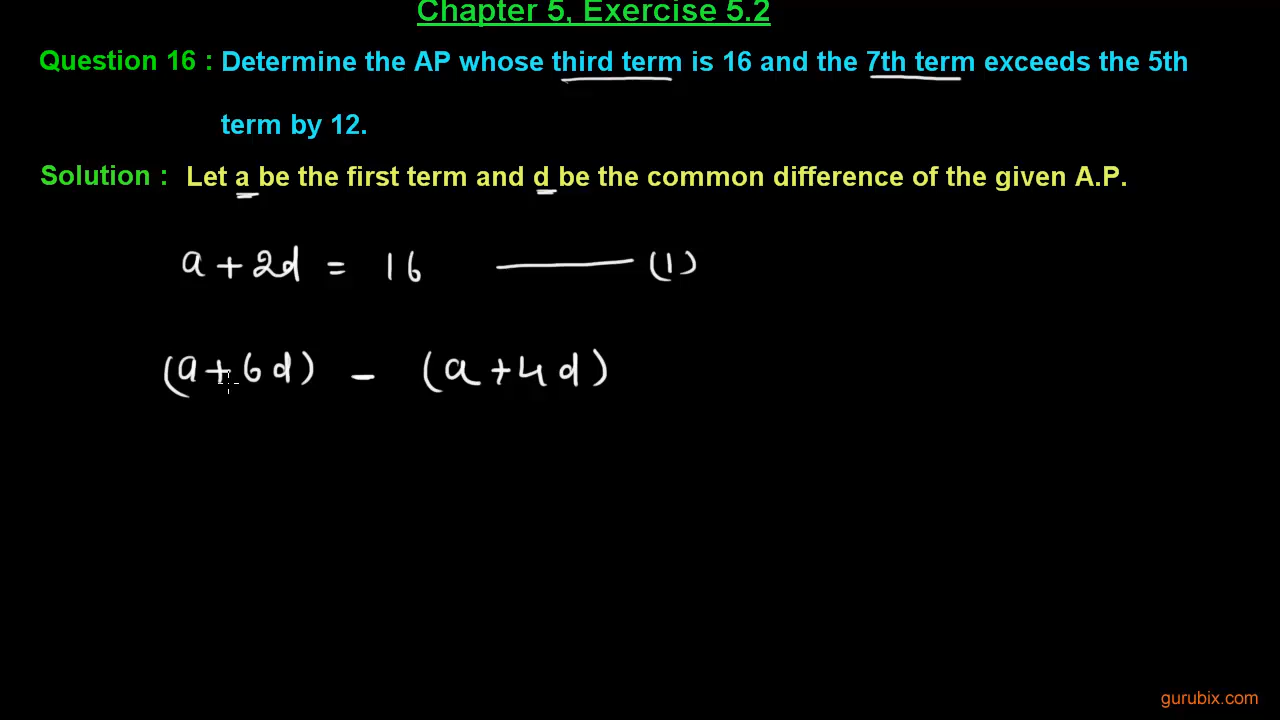 Chapter 5, Exercise 5.2
Question 16 : Determine the AP whose third term is 16 and the 7th term exceeds the 5th
term by 12.
Solution : Let a be the first term and d be the common difference of the given A.P.
a + 2d = 16 ——— (1)
(a + 6d) - (a + 4d)
gurubix.com